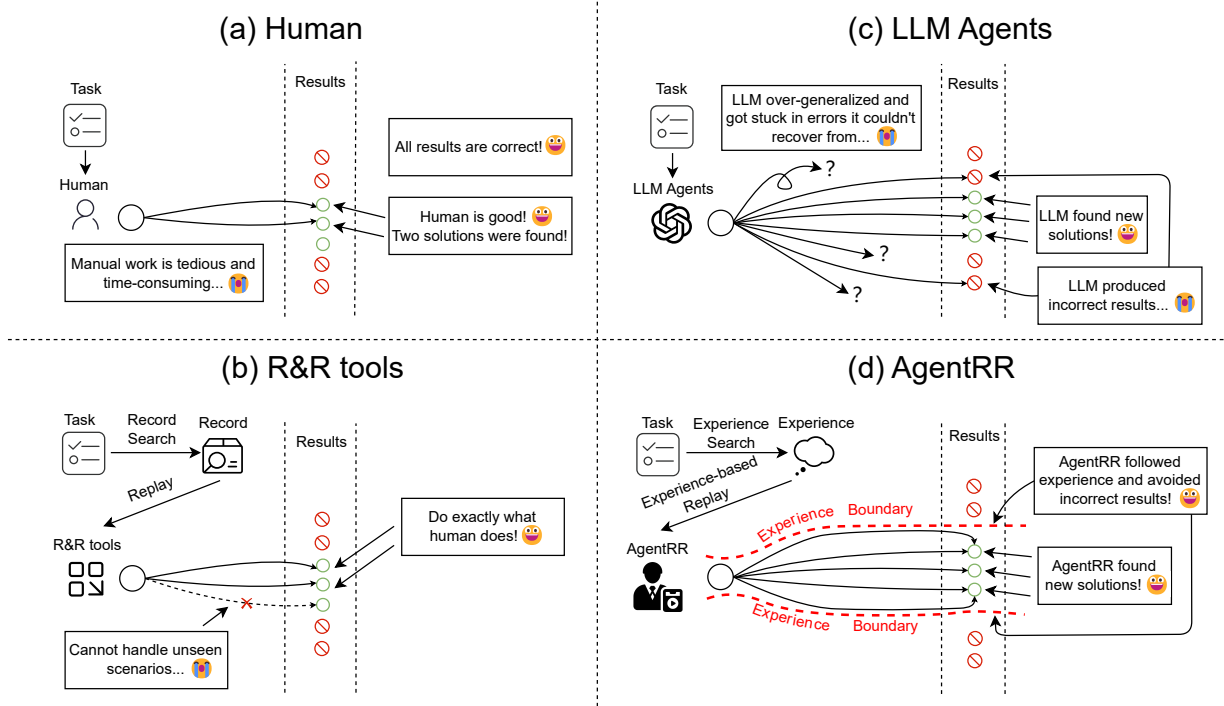 (a) Human
Task
Results
Human
All results are correct!
Human is good!
Two solutions were found!
Manual work is tedious and
time-consuming...
(c) LLM Agents
Task
Results
LLM over-generalized and
got stuck in errors it couldn't
recover from...
LLM Agents
?
?
?
LLM found new
solutions!
LLM produced
incorrect results...
(b) R&R tools
Task
Record
Search
Record
Results
Replay
R&R tools
Do exactly what
human does!
Cannot handle unseen
scenarios...
(d) AgentRR
Task
Experience
Search
Experience
Results
Experience-based
Replay
AgentRR
Experience Boundary
Experience Boundary
AgentRR followed
experience and avoided
incorrect results!
AgentRR found
new solutions!